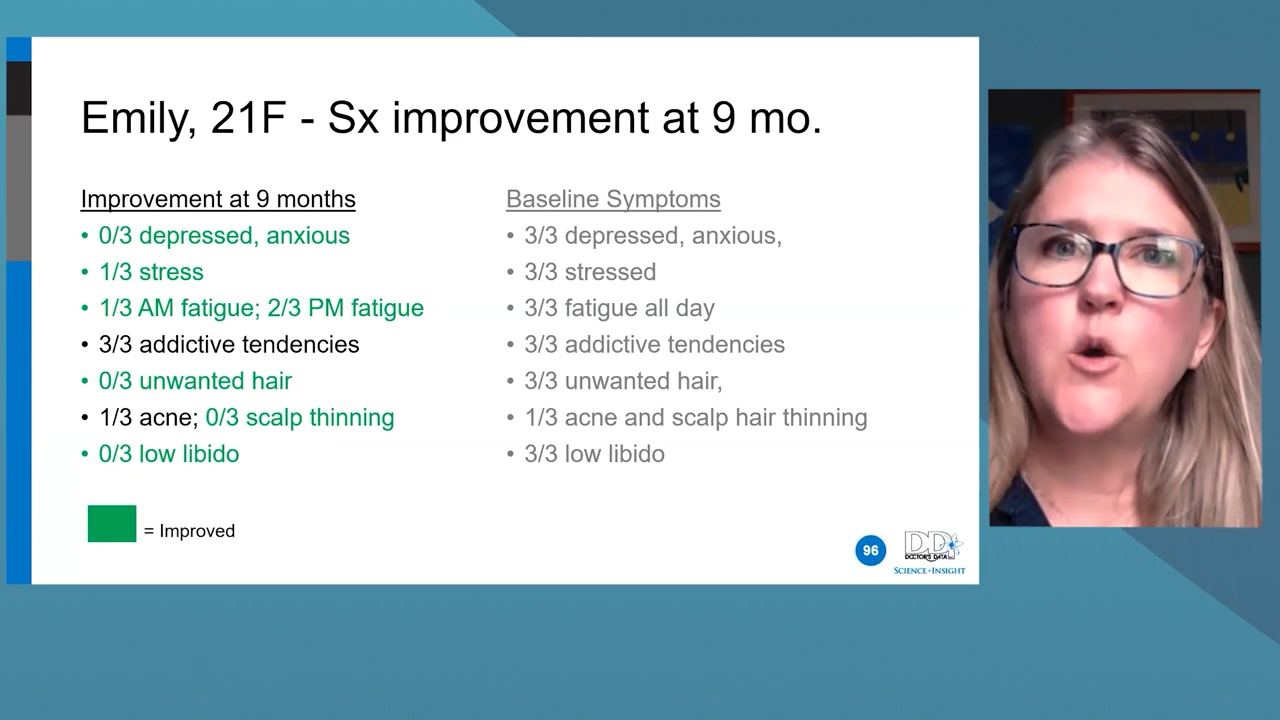 Emily, 21F - Sx improvement at 9 mo.
Improvement at 9 months
• 0/3 depressed, anxious
• 1/3 stress
• 1/3 AM fatigue; 2/3 PM fatigue
• 3/3 addictive tendencies
• 0/3 unwanted hair
• 1/3 acne; 0/3 scalp thinning
• 0/3 low libido
Baseline Symptoms
• 3/3 depressed, anxious,
• 3/3 stressed
• 3/3 fatigue all day
• 3/3 addictive tendencies
• 3/3 unwanted hair,
• 1/3 acne and scalp hair thinning
• 3/3 low libido
= Improved
96
DDI
DOCTOR'S DATA INC
SCIENCE + INSIGHT